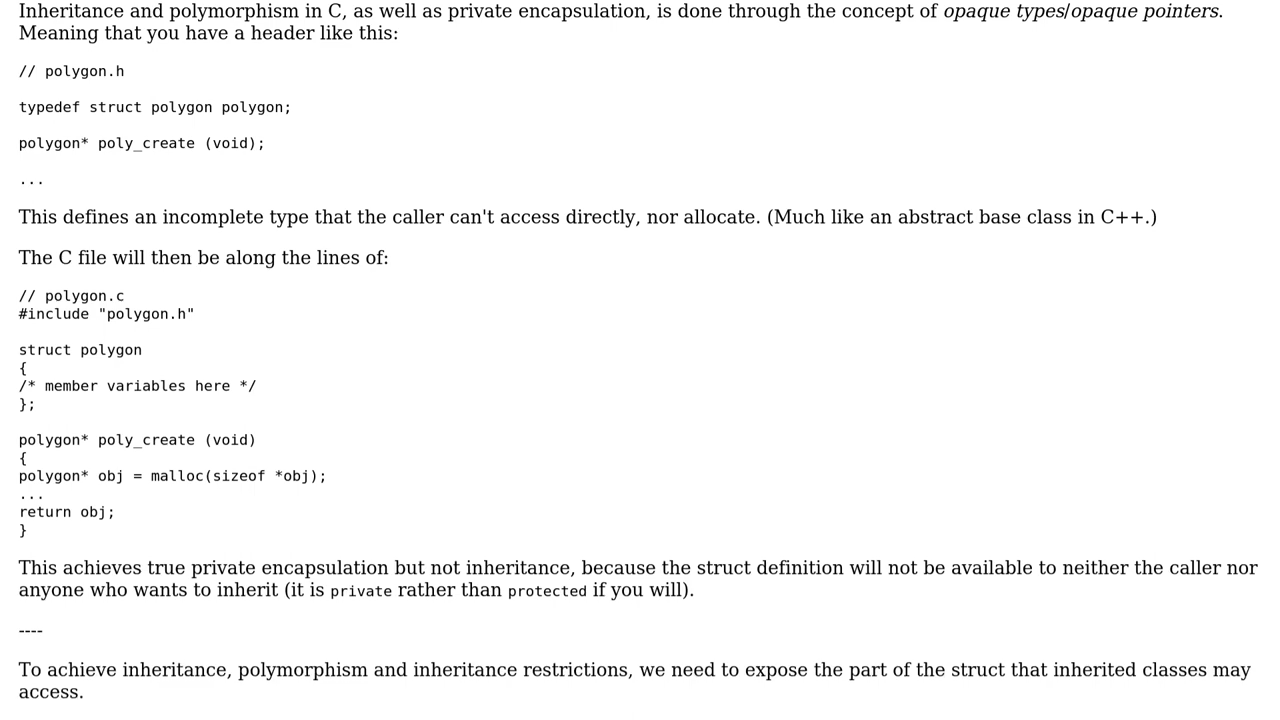 Inheritance and polymorphism in C, as well as private encapsulation, is done through the concept of opaque types/opaque pointers.
Meaning that you have a header like this:
// polygon.h
typedef struct polygon polygon;
polygon* poly_create (void);
...
This defines an incomplete type that the caller can't access directly, nor allocate. (Much like an abstract base class in C++.)
The C file will then be along the lines of:
// polygon.c
#include "polygon.h"
struct polygon
{
/* member variables here */
};
polygon* poly_create (void)
{
polygon* obj = malloc(sizeof *obj);
...
return obj;
}
This achieves true private encapsulation but not inheritance, because the struct definition will not be available to neither the caller nor
anyone who wants to inherit (it is private rather than protected if you will).
----
To achieve inheritance, polymorphism and inheritance restrictions, we need to expose the part of the struct that inherited classes may
access.